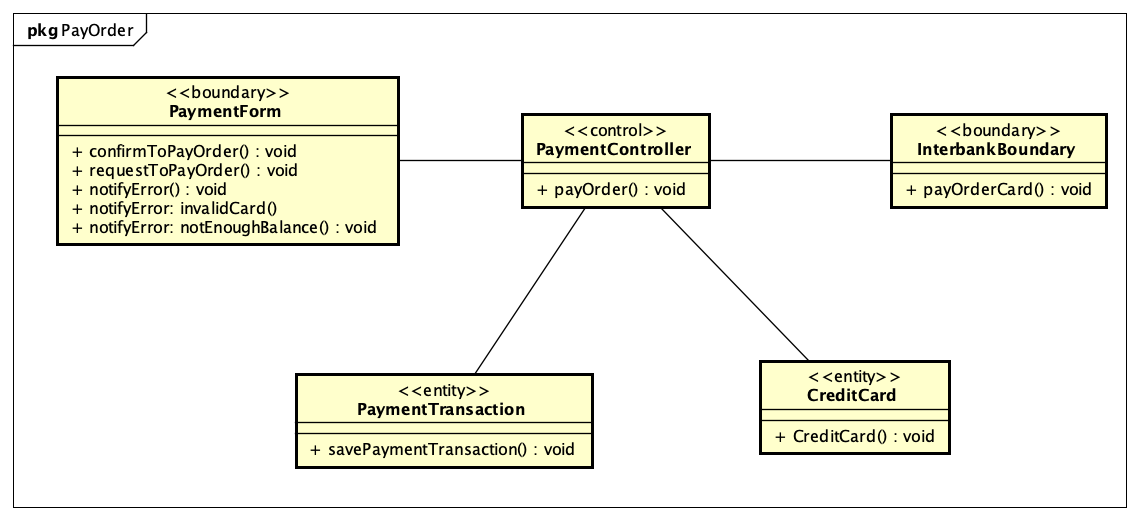 pkg PayOrder
<<boundary>>
PaymentForm
+ confirmToPayOrder() : void
+ requestToPayOrder() : void
+ notifyError() : void
+ notifyError: invalidCard()
+ notifyError: notEnoughBalance() : void
<<control>>
PaymentController
+ payOrder() : void
<<boundary>>
InterbankBoundary
+ payOrderCard() : void
<<entity>>
PaymentTransaction
+ savePaymentTransaction() : void
<<entity>>
CreditCard
+ CreditCard() : void